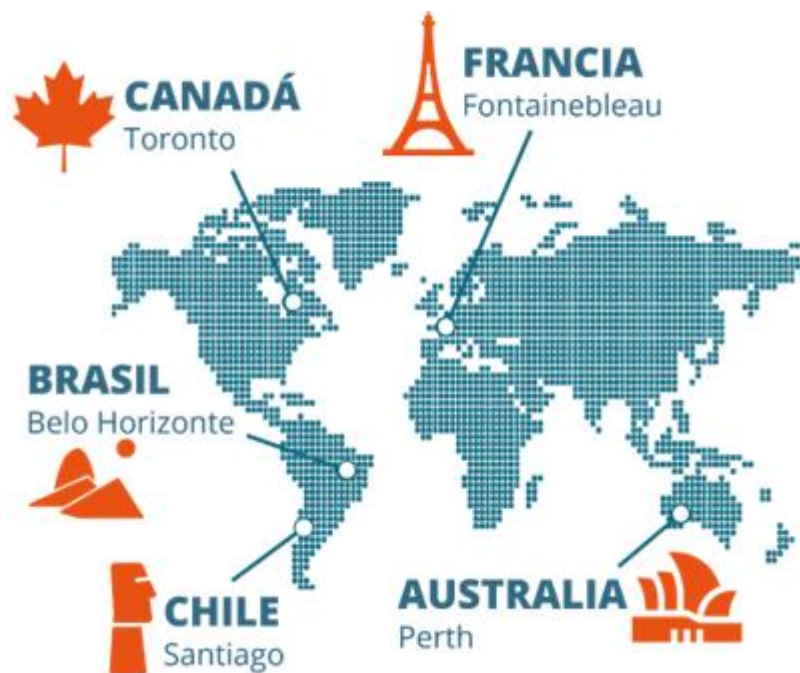 CANADÁ
Toronto
FRANCIA
Fontainebleau
BRASIL
Belo Horizonte
CHILE
Santiago
AUSTRALIA
Perth